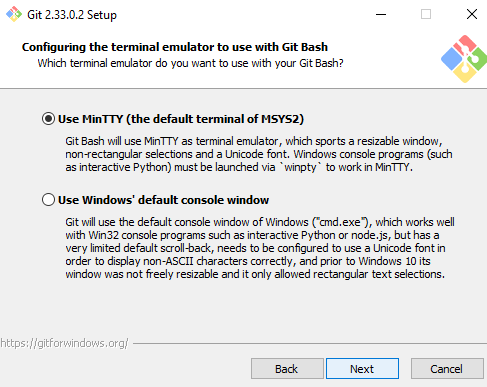 Git 2.33.0.2 Setup
Configuring the terminal emulator to use with Git Bash
Which terminal emulator do you want to use with your Git Bash?
Use MinTTY (the default terminal of MSYS2)
Git Bash will use MinTTY as terminal emulator, which sports a resizable window,
non-rectangular selections and a Unicode font. Windows console programs (such
as interactive Python) must be launched via `winpty` to work in MinTTY.
Use Windows' default console window
Git will use the default console window of Windows ("cmd.exe"), which works well
with Win32 console programs such as interactive Python or node.js, but has a
very limited default scroll-back, needs to be configured to use a Unicode font in
order to display non-ASCII characters correctly, and prior to Windows 10 its
window was not freely resizable and it only allowed rectangular text selections.
https://gitforwindows.org/
Back
Next
Cancel